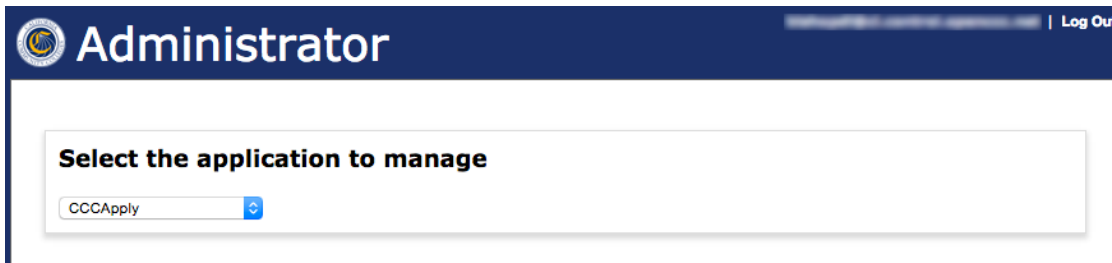 Administrator
| Log Ou
Select the application to manage
CCCApply